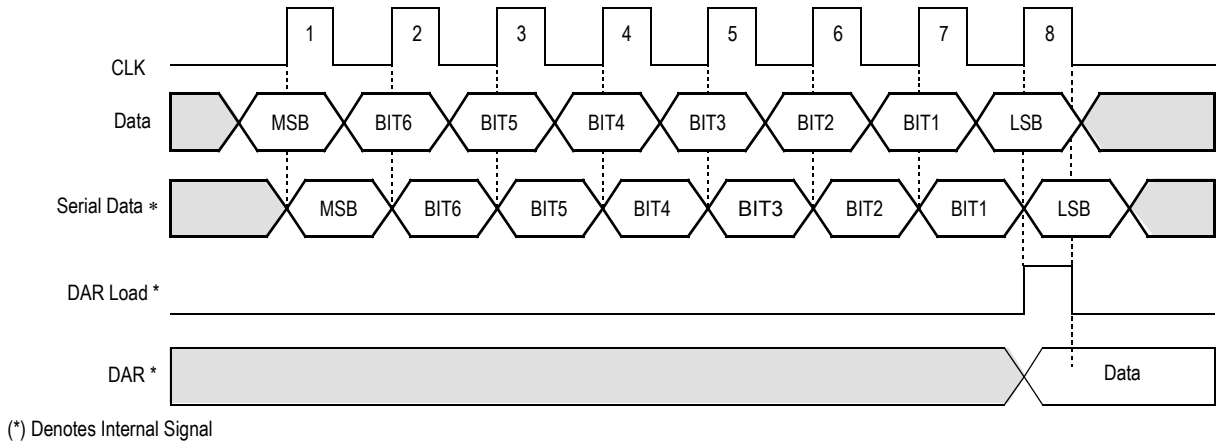 1 2 3 4 5 6 7 8
CLK
Data MSB BIT6 BIT5 BIT4 BIT3 BIT2 BIT1 LSB
Serial Data * MSB BIT6 BIT5 BIT4 BIT3 BIT2 BIT1 LSB
DAR Load *
DAR * Data
(*) Denotes Internal Signal